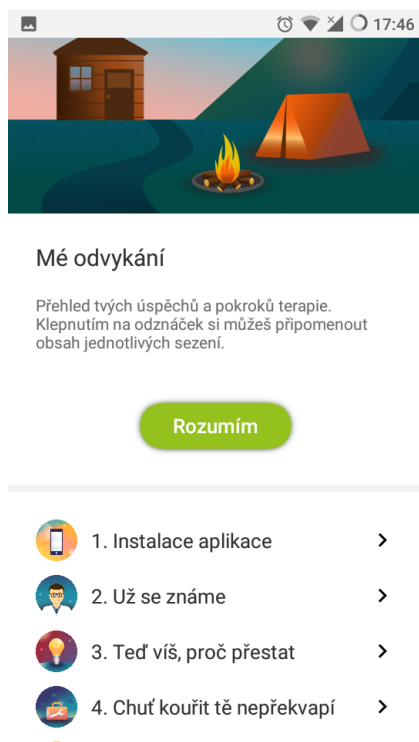 17:46
Mé odvykání
Přehled tvých úspěchů a pokroků terapie.
Klepnutím na odznáček si můžeš připomenout
obsah jednotlivých sezení.
Rozumím
1. Instalace aplikace
2. Už se známe
3. Teď víš, proč přestat
4. Chuť kouřit tě nepřekvapí